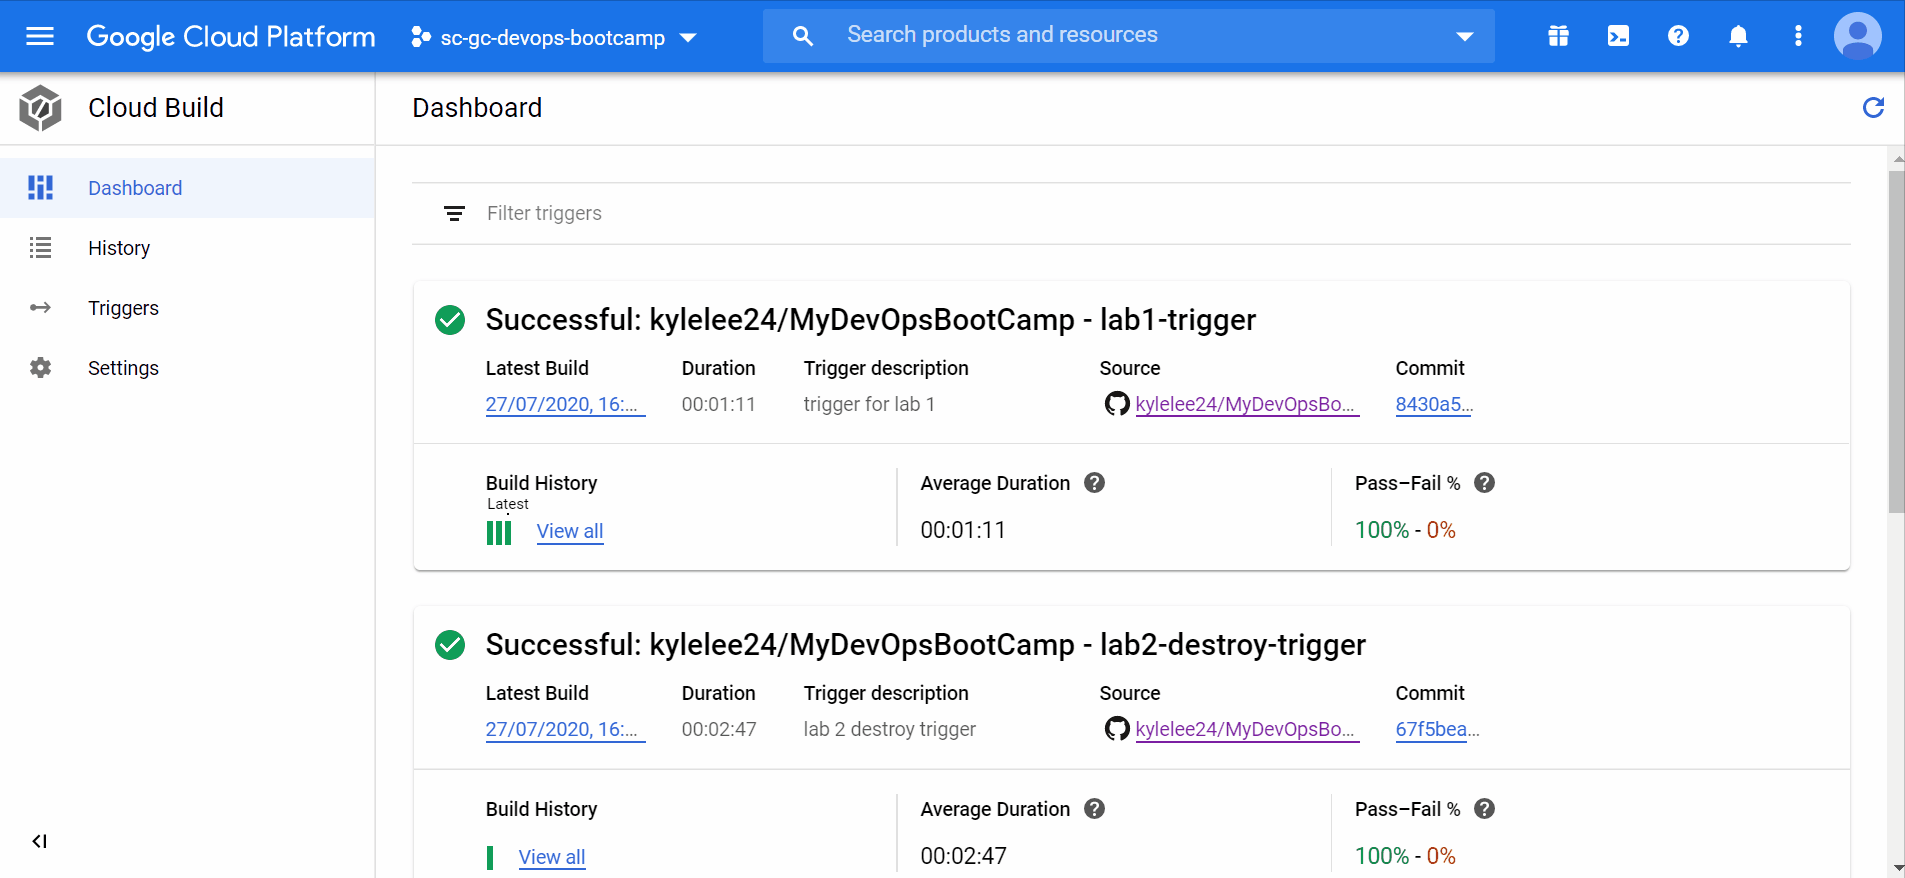 Google Cloud Platform
sc-gc-devops-bootcamp
Search products and resources
Cloud Build
Dashboard
Dashboard
History
Triggers
Settings
Filter triggers
Successful: kylelee24/MyDevOpsBootCamp - lab1-trigger
Latest Build Duration Trigger description Source Commit
27/07/2020, 16:... 00:01:11 trigger for lab 1 kylelee24/MyDevOpsBo... 8430a5...
Build History Average Duration Pass–Fail %
Latest
View all 00:01:11 100% - 0%
Successful: kylelee24/MyDevOpsBootCamp - lab2-destroy-trigger
Latest Build Duration Trigger description Source Commit
27/07/2020, 16:... 00:02:47 lab 2 destroy trigger kylelee24/MyDevOpsBo... 67f5bea...
Build History Average Duration Pass–Fail %
View all 00:02:47 100% - 0%